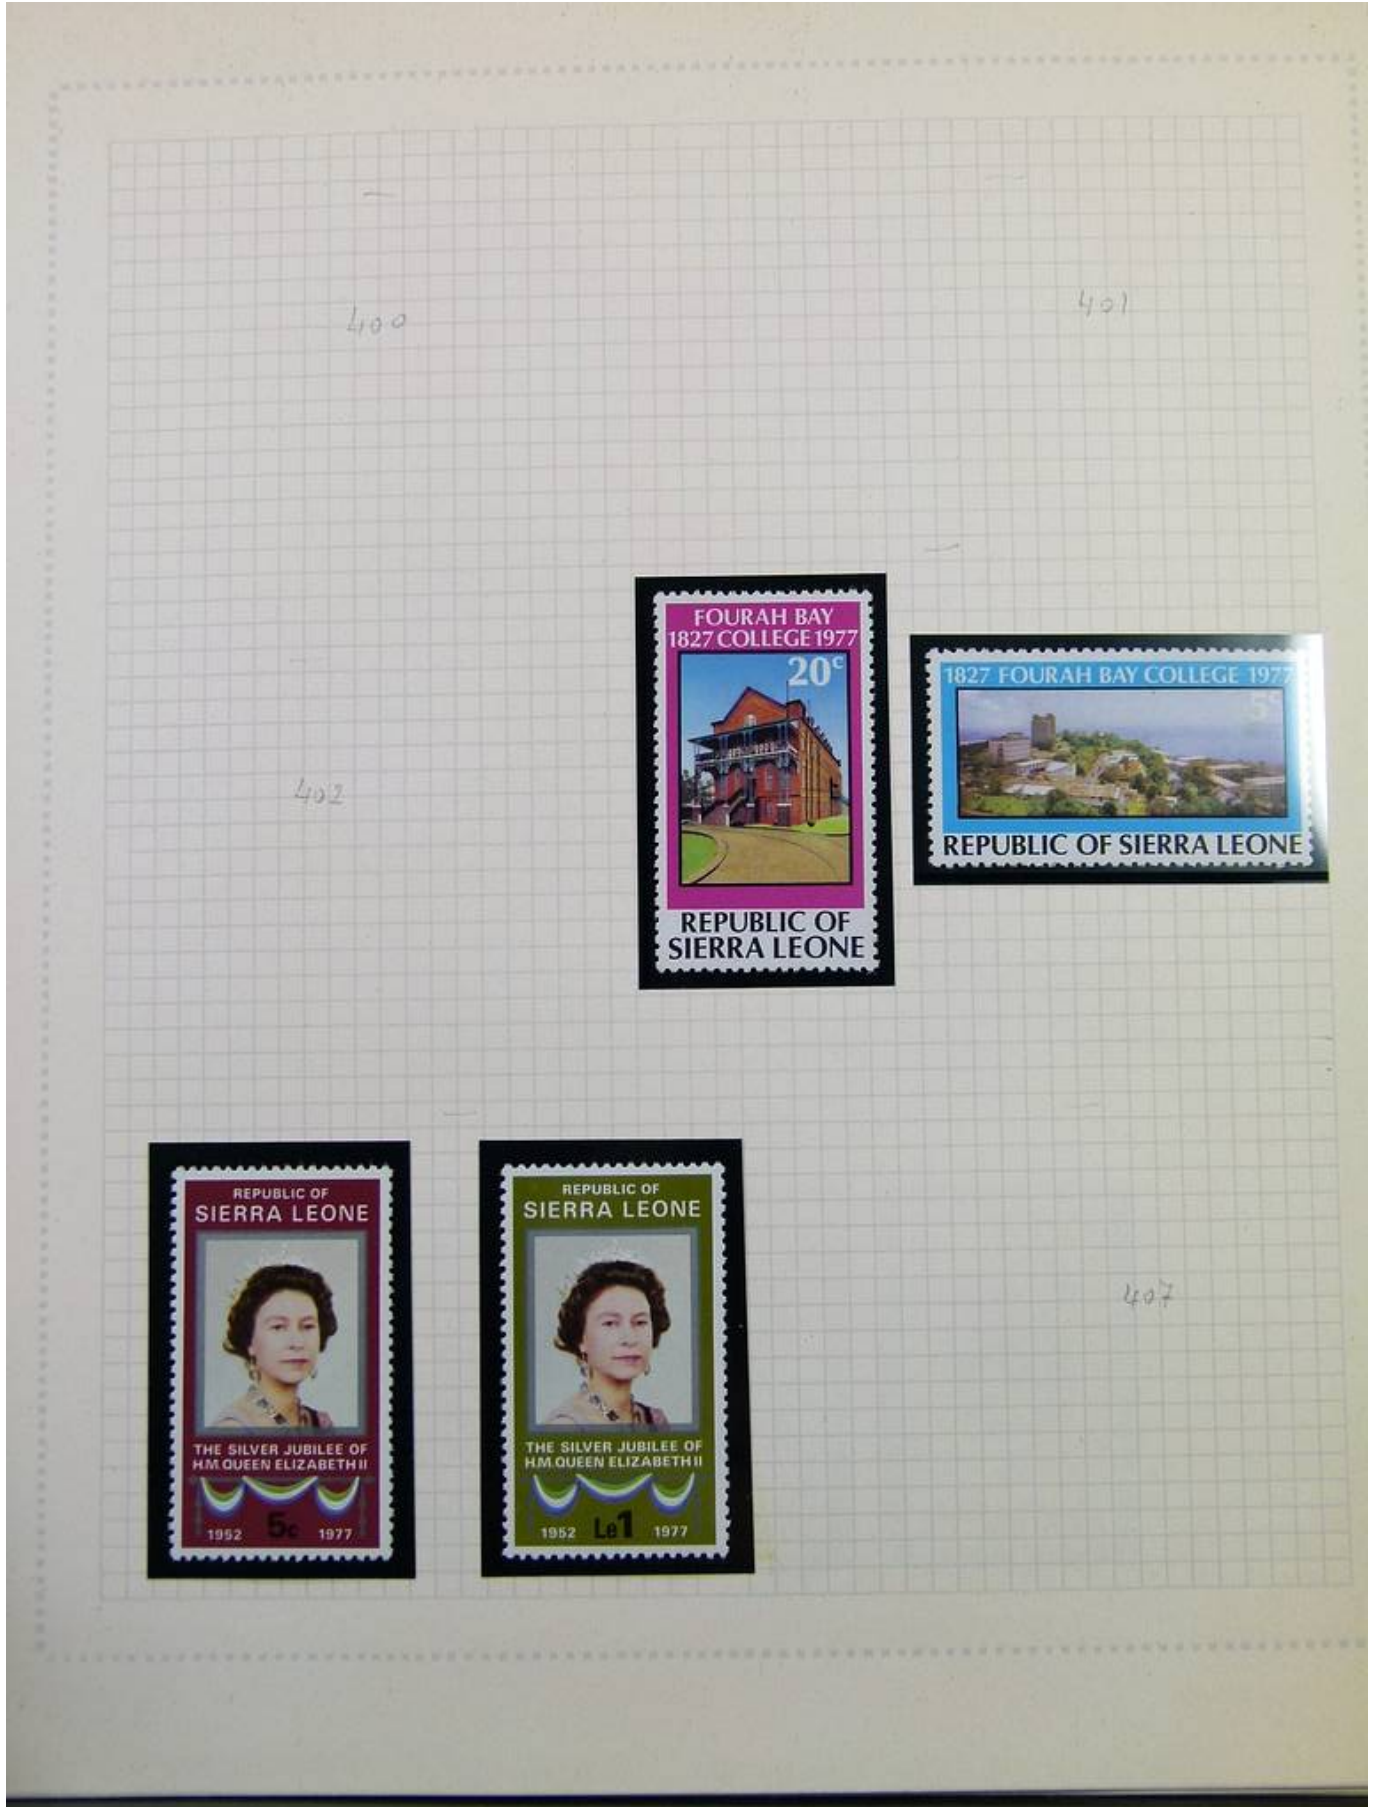 400
401
402
FOURAH BAY
1827 COLLEGE 1977
20c
REPUBLIC OF
SIERRA LEONE
1827 FOURAH BAY COLLEGE 1977
5c
REPUBLIC OF SIERRA LEONE
REPUBLIC OF
SIERRA LEONE
THE SILVER JUBILEE OF
H.M. QUEEN ELIZABETH II
1952 5c 1977
REPUBLIC OF
SIERRA LEONE
THE SILVER JUBILEE OF
H.M. QUEEN ELIZABETH II
1952 Le1 1977
407